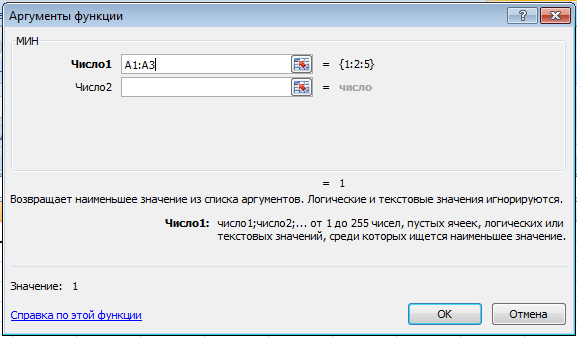 Аргументы функции
МИН
Число1 A1:A3 = {1:2:5}
Число2 = число
= 1
Возвращает наименьшее значение из списка аргументов. Логические и текстовые значения игнорируются.
Число1: число1;число2;... от 1 до 255 чисел, пустых ячеек, логических или
текстовых значений, среди которых ищется наименьшее значение.
Значение: 1
Справка по этой функции
ОК
Отмена